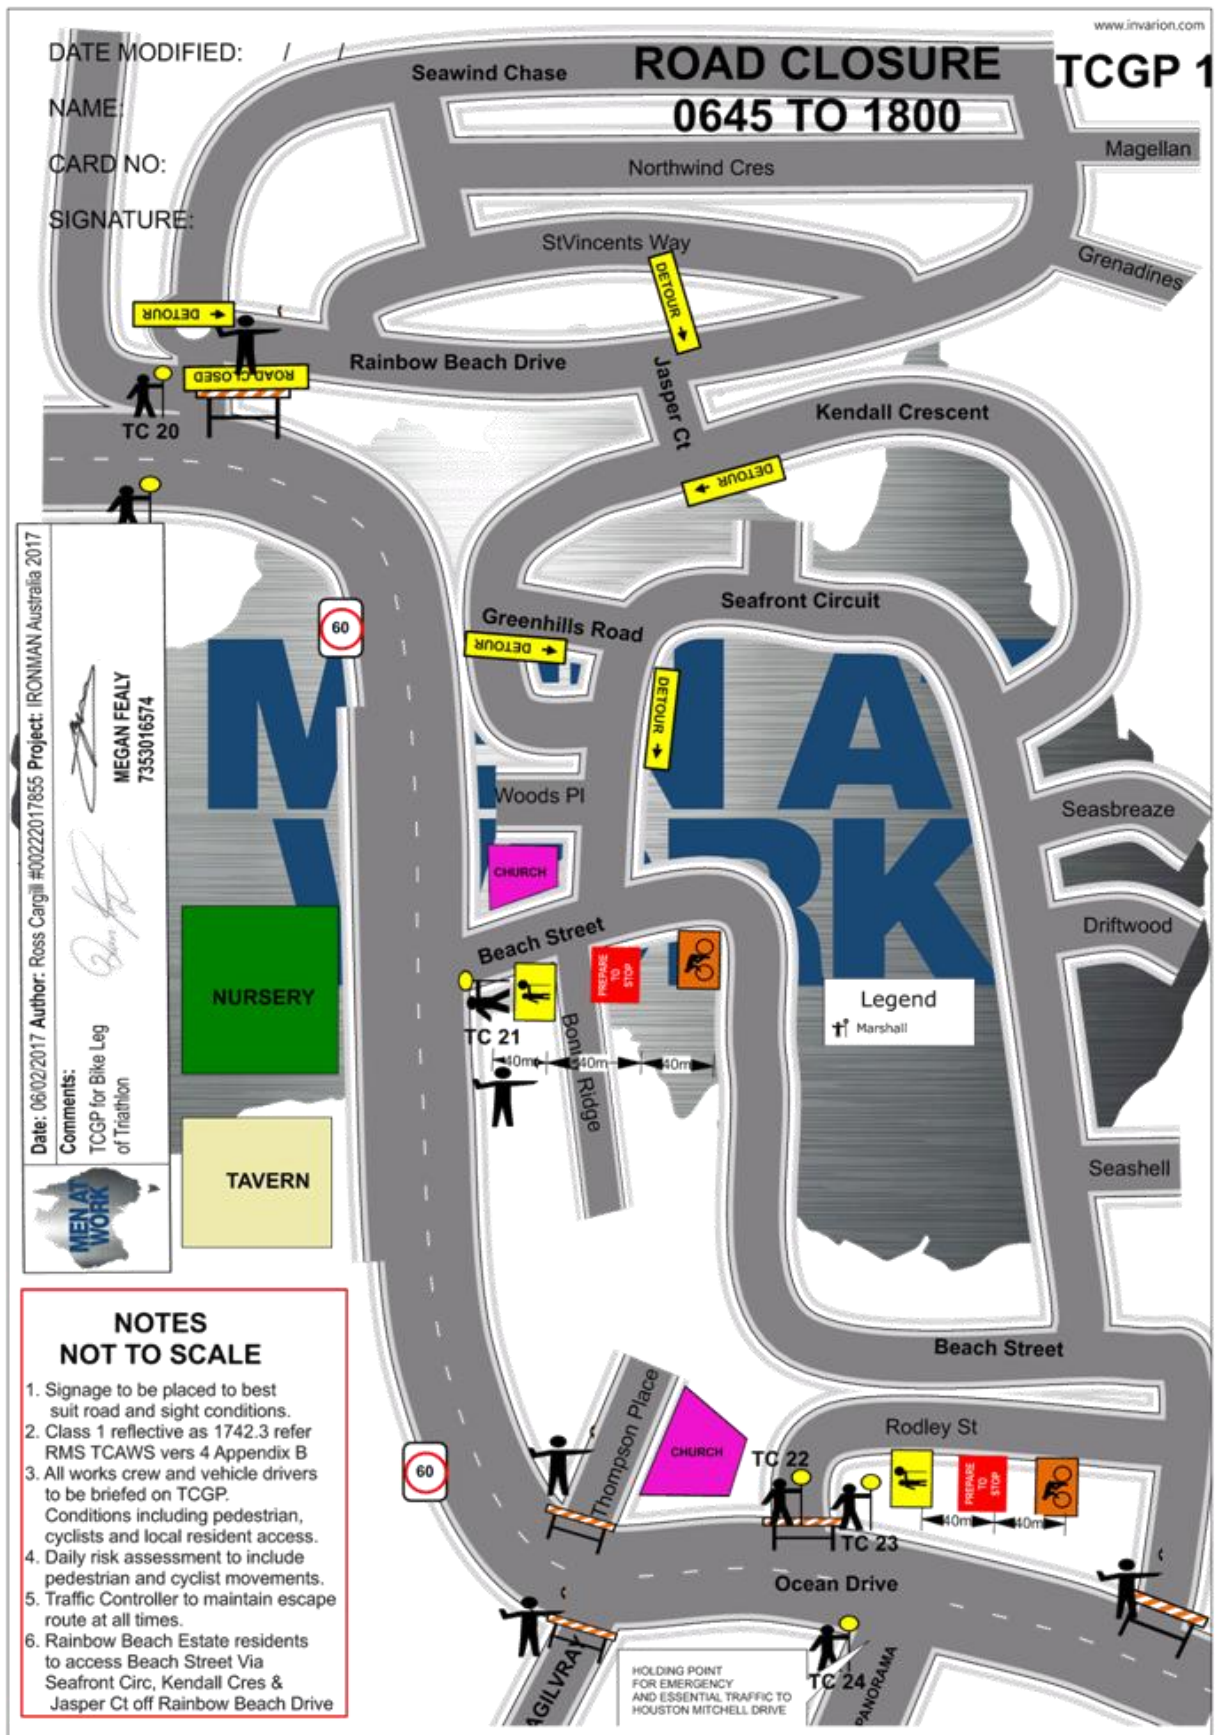 www.invarion.com
DATE MODIFIED: / /
ROAD CLOSURE
TCGP 1
Seawind Chase
NAME:
0645 TO 1800
Magellan
CARD NO:
Northwind Cres
SIGNATURE:
StVincents Way
Grenadines
DETOUR
DETOUR
Rainbow Beach Drive
ROAD CLOSED
Jasper Ct
Kendall Crescent
TC 20
DETOUR
60
Seafront Circuit
Greenhills Road
DETOUR
DETOUR
Woods Pl
Seasbreaze
CHURCH
Beach Street
Driftwood
PREPARE
TO
STOP
NURSERY
TC 21
Legend
Marshall
40m
40m
40m
Ridge
Seashell
TAVERN
Date: 06/02/2017 Author: Ross Cargill #00222017855 Project: IRONMAN Australia 2017
Comments:
TCGP for Bike Leg
of Triathlon
MEGAN FEALY
7353016574
MEN AT
WORK
NOTES
NOT TO SCALE
1. Signage to be placed to best
suit road and sight conditions.
2. Class 1 reflective as 1742.3 refer
RMS TCAWS vers 4 Appendix B
3. All works crew and vehicle drivers
to be briefed on TCGP.
Conditions including pedestrian,
cyclists and local resident access.
4. Daily risk assessment to include
pedestrian and cyclist movements.
5. Traffic Controller to maintain escape
route at all times.
6. Rainbow Beach Estate residents
to access Beach Street Via
Seafront Circ, Kendall Cres &
Jasper Ct off Rainbow Beach Drive
Beach Street
Thompson Place
CHURCH
Rodley St
60
TC 22
PREPARE
TO
STOP
40m
40m
TC 23
Ocean Drive
TC 24
PANORAMA
AGILVRAY
HOLDING POINT
FOR EMERGENCY
AND ESSENTIAL TRAFFIC TO
HOUSTON MITCHELL DRIVE